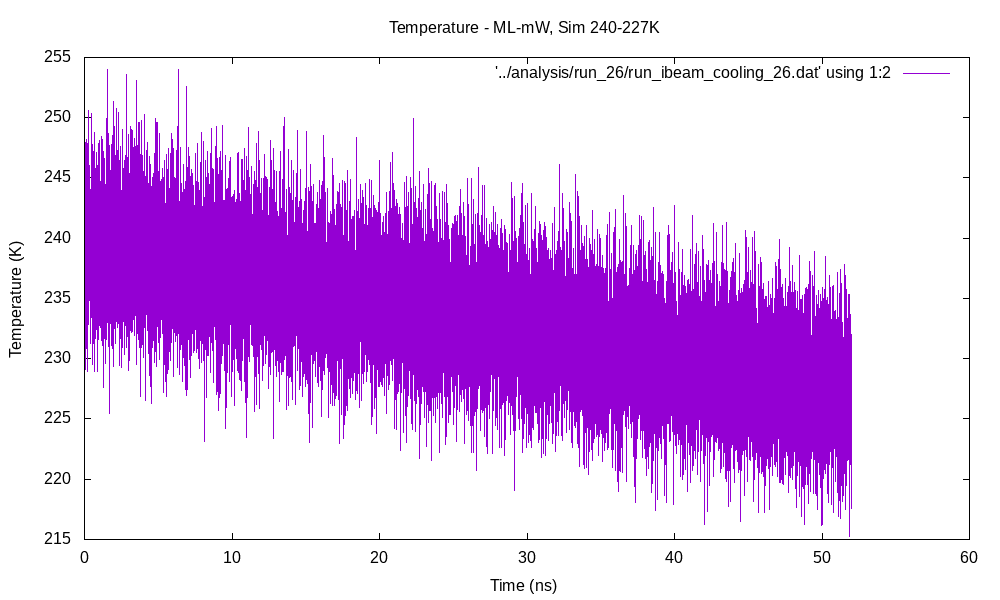 Temperature - ML-mW, Sim 240-227K
'../analysis/run_26/run_ibeam_cooling_26.dat' using 1:2
Temperature (K)
255
250
245
240
235
230
225
220
215
0 10 20 30 40 50 60
Time (ns)